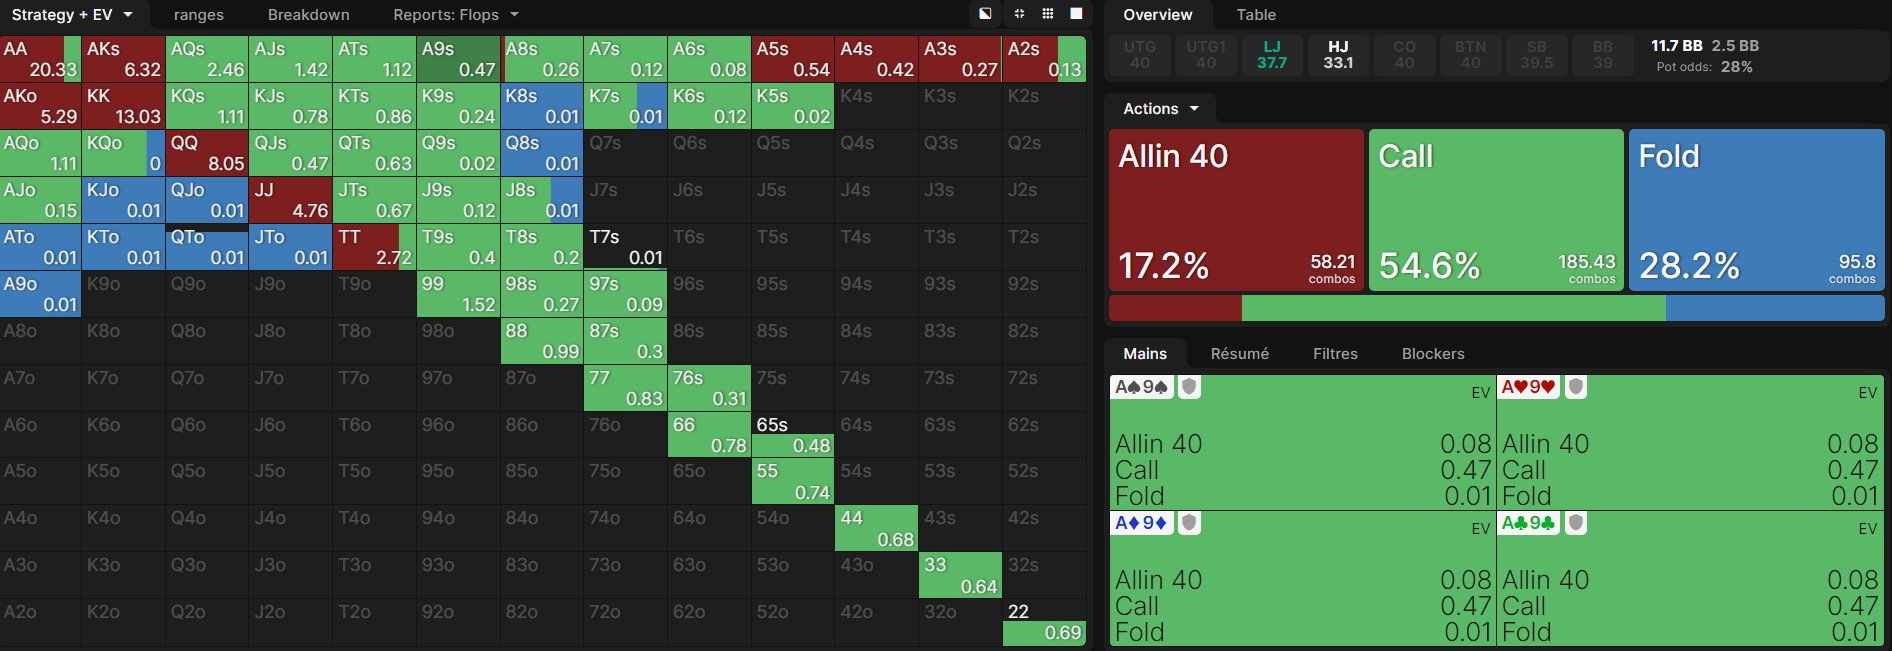 Strategy + EV ranges Breakdown Reports: Flops
AA 20.33 AKs 6.32 AQs 2.46 AJs 1.42 ATs 1.12 A9s 0.47 A8s 0.26 A7s 0.12 A6s 0.08 A5s 0.54 A4s 0.42 A3s 0.27 A2s 0.13
AKo 5.29 KK 13.03 KQs 1.11 KJs 0.78 KTs 0.86 K9s 0.24 K8s 0.01 K7s 0.01 K6s 0.12 K5s 0.02 K4s K3s K2s
AQo 1.11 KQo 0 QQ 8.05 QJs 0.47 QTs 0.63 Q9s 0.02 Q8s 0.01 Q7s Q6s Q5s Q4s Q3s Q2s
AJo 0.15 KJo 0.01 QJo 0.01 JJ 4.76 JTs 0.67 J9s 0.12 J8s 0.01 J7s J6s J5s J4s J3s J2s
ATo 0.01 KTo 0.01 QTo 0.01 JTo 0.01 TT 2.72 T9s 0.4 T8s 0.2 T7s 0.01 T6s T5s T4s T3s T2s
A9o 0.01 K9o Q9o J9o T9o 99 1.52 98s 0.27 97s 0.09 96s 95s 94s 93s 92s
A8o K8o Q8o J8o T8o 98o 88 0.99 87s 0.3 86s 85s 84s 83s 82s
A7o K7o Q7o J7o T7o 97o 87o 77 0.83 76s 0.31 75s 74s 73s 72s
A6o K6o Q6o J6o T6o 96o 86o 76o 66 0.78 65s 0.48 64s 63s 62s
A5o K5o Q5o J5o T5o 95o 85o 75o 65o 55 0.74 54s 53s 52s
A4o K4o Q4o J4o T4o 94o 84o 74o 64o 54o 44 0.68 43s 42s
A3o K3o Q3o J3o T3o 93o 83o 73o 63o 53o 43o 33 0.64 32s
A2o K2o Q2o J2o T2o 92o 82o 72o 62o 52o 42o 32o 22 0.69
Overview Table
UTG 40 UTG1 40 LJ 37.7 HJ 33.1 CO 40 BTN 40 SB 39.5 BB 39
11.7 BB 2.5 BB
Pot odds: 28%
Actions
Allin 40 Call Fold
17.2% 58.21 combos 54.6% 185.43 combos 28.2% 95.8 combos
Mains Résumé Filtres Blockers
A♠9♠ EV
Allin 40 0.08
Call 0.47
Fold 0.01
A♥9♥ EV
Allin 40 0.08
Call 0.47
Fold 0.01
A♦9♦ EV
Allin 40 0.08
Call 0.47
Fold 0.01
A♣9♣ EV
Allin 40 0.08
Call 0.47
Fold 0.01